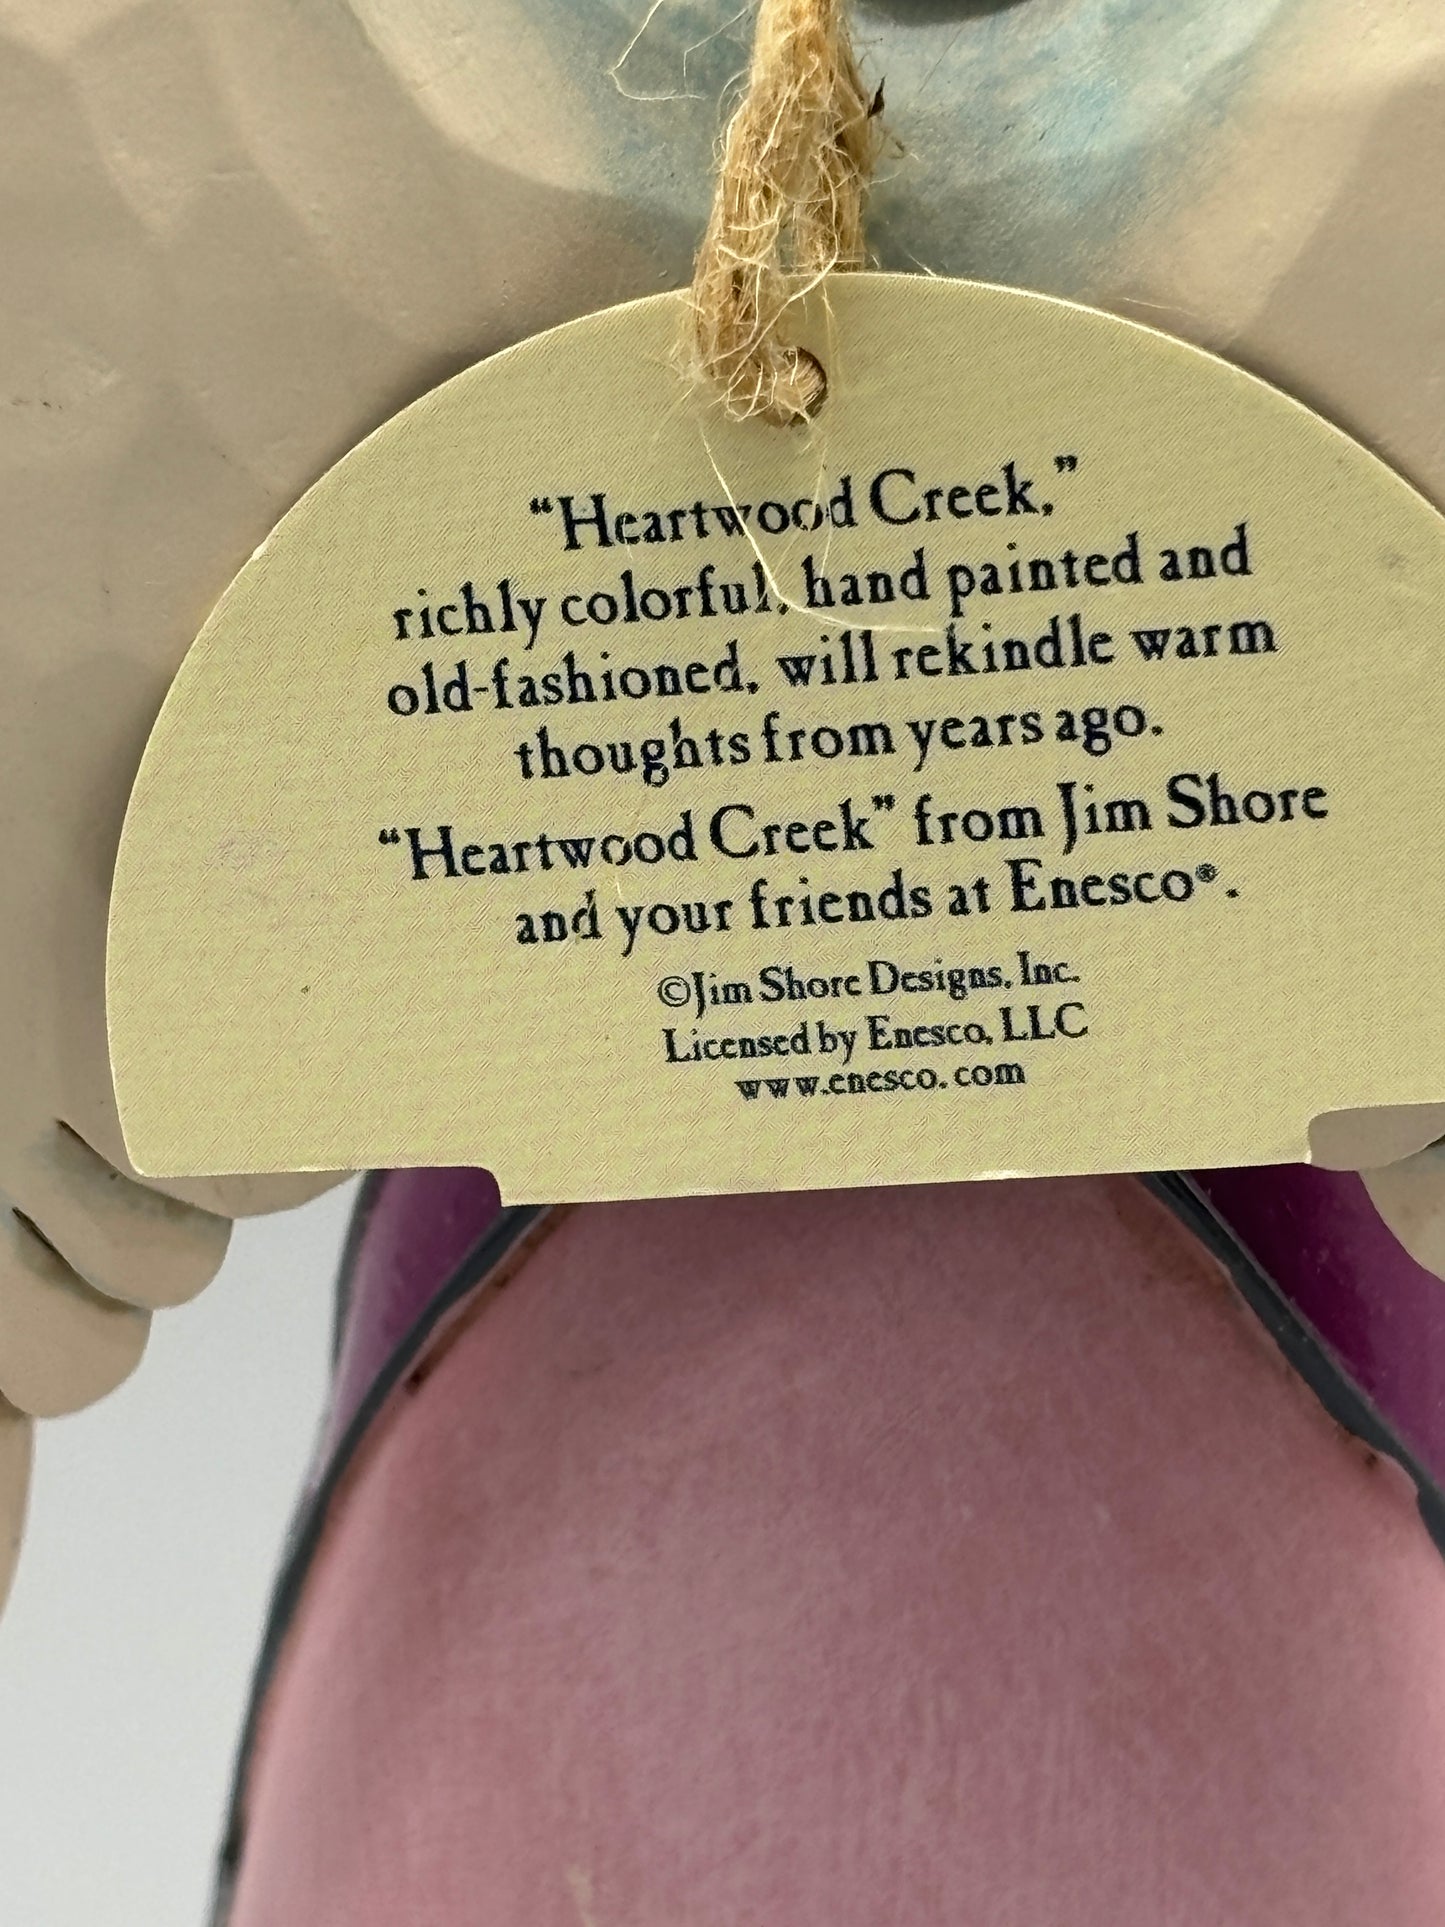 “Heartwood Creek,”
richly colorful, hand painted and
old-fashioned, will rekindle warm
thoughts from years ago.
“Heartwood Creek” from Jim Shore
and your friends at Enesco®.
©Jim Shore Designs, Inc.
Licensed by Enesco, LLC
www.enesco.com